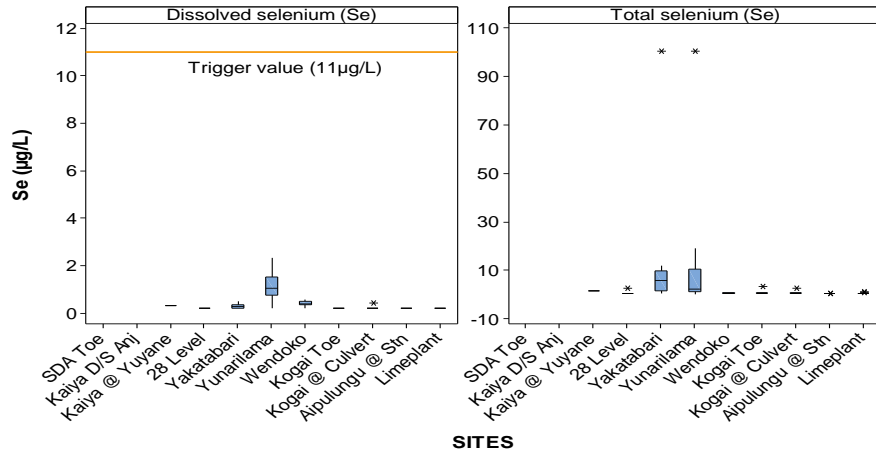 Dissolved selenium (Se)
Total selenium (Se)
Se (µg/L)
12
10
8
6
4
2
0
Trigger value (11µg/L)
110
90
70
50
30
10
-10
SDA Toe
Kaiya D/S Anj
Kaiya @ Yuyane
28 Level
Yakatabari
Yunarilama
Wendoko
Kogai Toe
Kogai @ Culvert
Aipulungu @ Stn
Limeplant
SDA Toe
Kaiya D/S Anj
Kaiya @ Yuyane
28 Level
Yakatabari
Yunarilama
Wendoko
Kogai Toe
Kogai @ Culvert
Aipulungu @ Stn
Limeplant
SITES